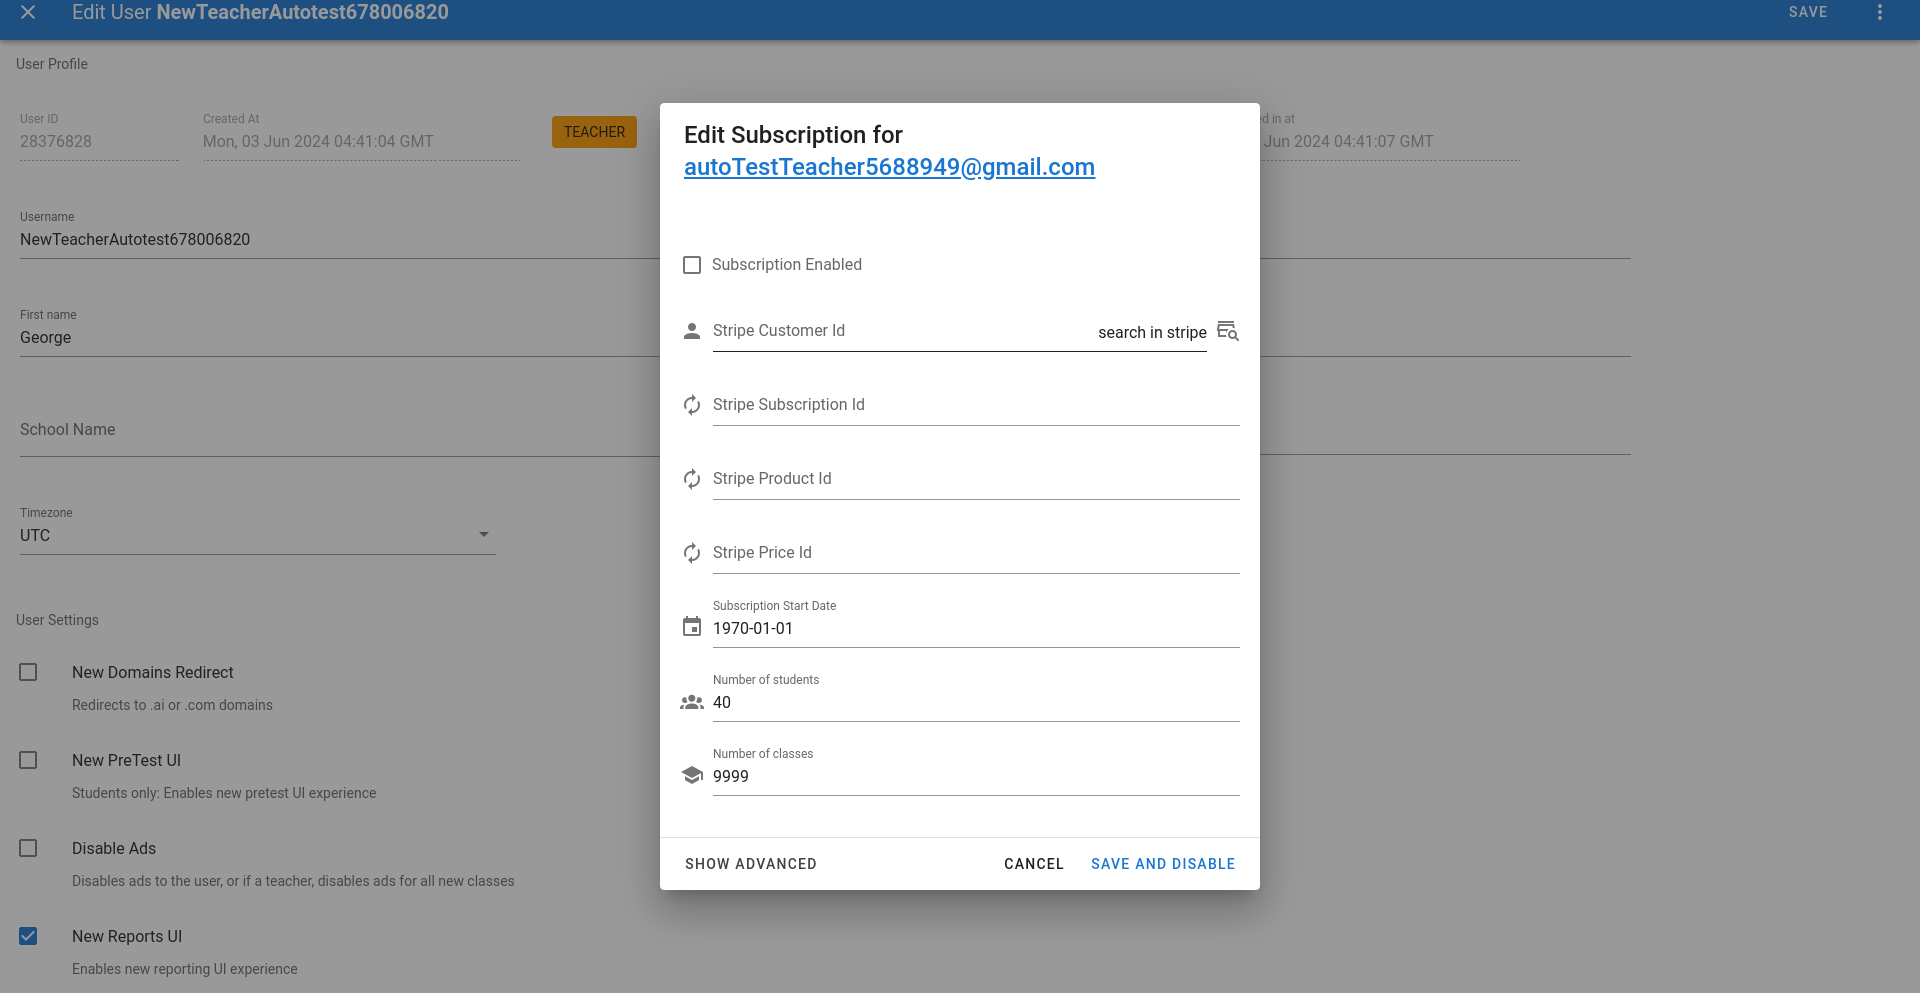 Edit User NewTeacherAutotest678006820
SAVE
User Profile
User ID
28376828
Created At
Mon, 03 Jun 2024 04:41:04 GMT
TEACHER
ed in at
Jun 2024 04:41:07 GMT
Username
NewTeacherAutotest678006820
First name
George
School Name
Timezone
UTC
User Settings
New Domains Redirect
Redirects to .ai or .com domains
New PreTest UI
Students only: Enables new pretest UI experience
Disable Ads
Disables ads to the user, or if a teacher, disables ads for all new classes
New Reports UI
Enables new reporting UI experience
Edit Subscription for
autoTestTeacher5688949@gmail.com
Subscription Enabled
Stripe Customer Id
search in stripe
Stripe Subscription Id
Stripe Product Id
Stripe Price Id
Subscription Start Date
1970-01-01
Number of students
40
Number of classes
9999
SHOW ADVANCED
CANCEL
SAVE AND DISABLE